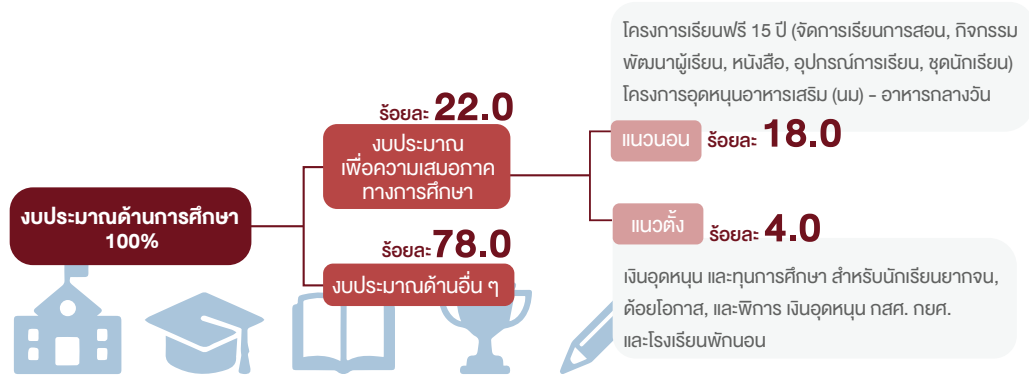 งบประมาณด้านการศึกษา
100%
ร้อยละ 22.0
งบประมาณ
เพื่อความเสมอภาค
ทางการศึกษา
ร้อยละ 78.0
งบประมาณด้านอื่น ๆ
โครงการเรียนฟรี 15 ปี (จัดการเรียนการสอน, กิจกรรม
พัฒนาผู้เรียน, หนังสือ, อุปกรณ์การเรียน, ชุดนักเรียน)
โครงการอุดหนุนอาหารเสริม (นม) - อาหารกลางวัน
แนวนอน ร้อยละ 18.0
แนวตั้ง ร้อยละ 4.0
เงินอุดหนุน และทุนการศึกษา สำหรับนักเรียนยากจน,
ด้อยโอกาส, และพิการ เงินอุดหนุน กสศ. กยศ.
และโรงเรียนพักนอน